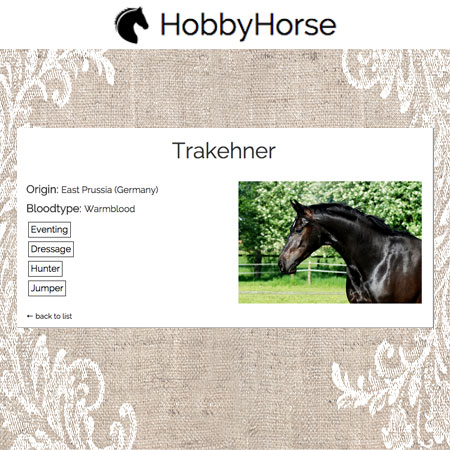 HobbyHorse
Trakehner
Origin: East Prussia (Germany)
Bloodtype: Warmblood
Eventing
Dressage
Hunter
Jumper
← back to list